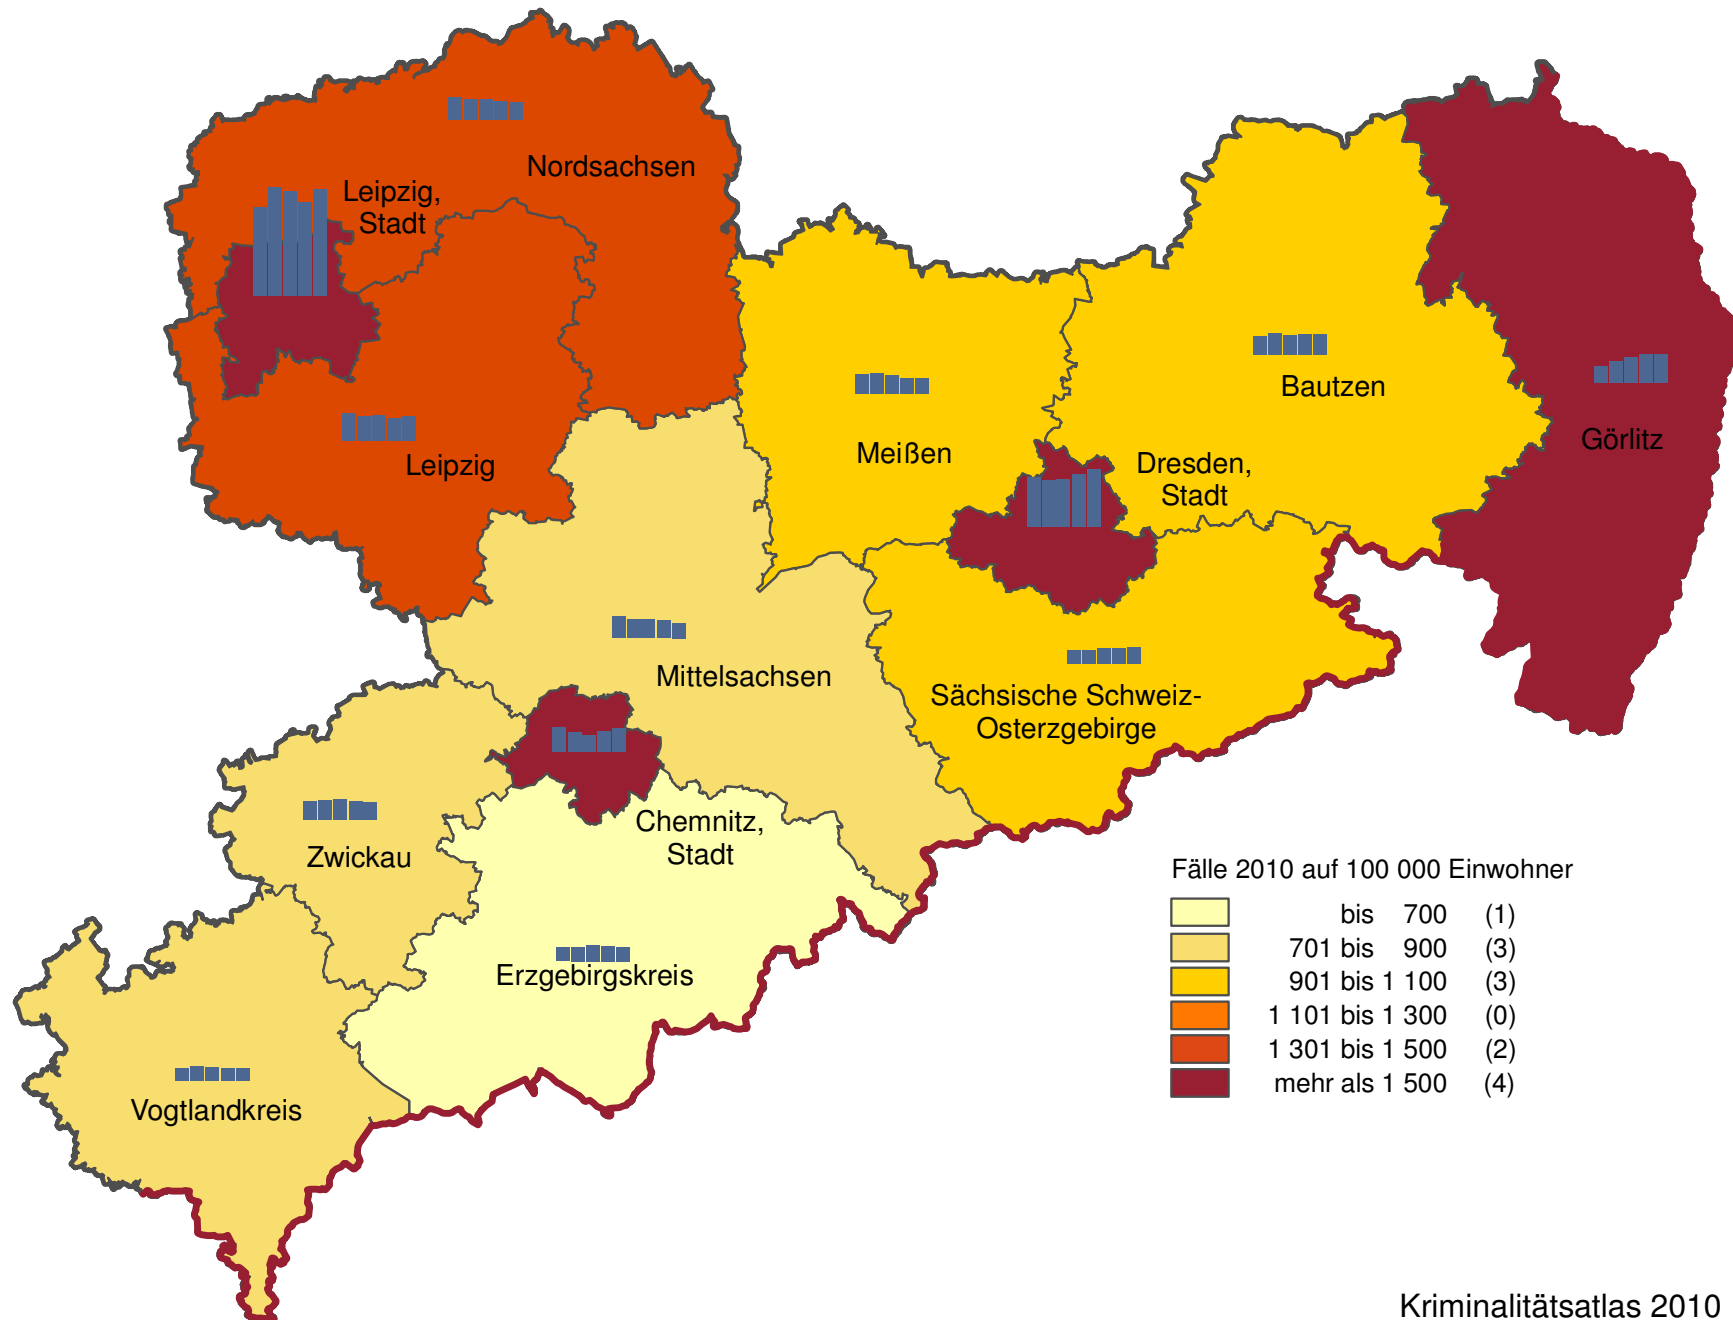 Nordsachsen
Leipzig,
Stadt
Leipzig
Meißen
Bautzen
Görlitz
Dresden,
Stadt
Mittelsachsen
Sächsische Schweiz-
Osterzgebirge
Chemnitz,
Stadt
Zwickau
Erzgebirgskreis
Vogtlandkreis
Fälle 2010 auf 100 000 Einwohner
bis 700 (1)
701 bis 900 (3)
901 bis 1 100 (3)
1 101 bis 1 300 (0)
1 301 bis 1 500 (2)
mehr als 1 500 (4)
Kriminalitätsatlas 2010